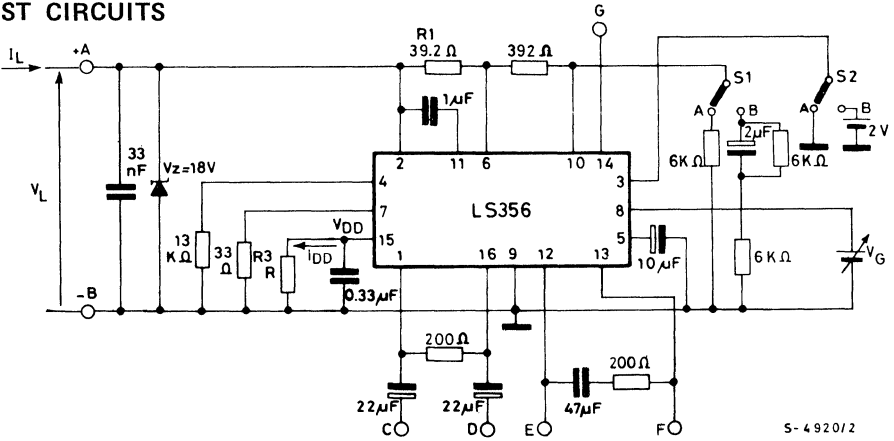 ST CIRCUITS
G
IL
+A
R1
39.2Ω
392Ω
S1
S2
A
B
A
B
2V
1µF
2µF
6KΩ
6KΩ
33
nF
Vz=18V
2
11
6
10
14
4
3
VL
7
LS356
8
VDD
15
5
13
KΩ
33
Ω
R3
R
iDD
1
16
9
12
13
10µF
6KΩ
VG
0.33µF
-B
200Ω
200Ω
22µF
22µF
47µF
C
D
E
F
S-4920/2